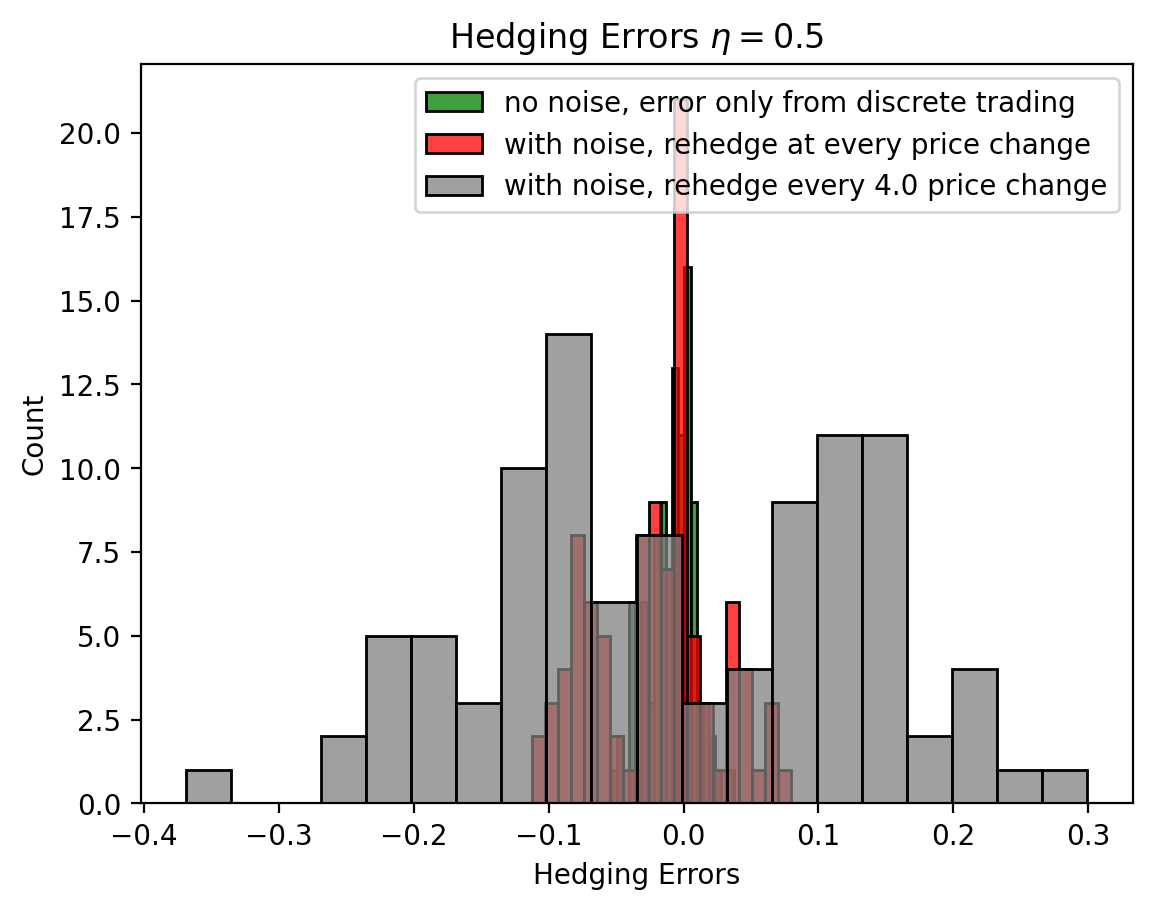 Hedging Errors η = 0.5
no noise, error only from discrete trading
with noise, rehedge at every price change
with noise, rehedge every 4.0 price change
20.0
17.5
15.0
12.5
10.0
7.5
5.0
2.5
0.0
Count
−0.4 −0.3 −0.2 −0.1 0.0 0.1 0.2 0.3
Hedging Errors